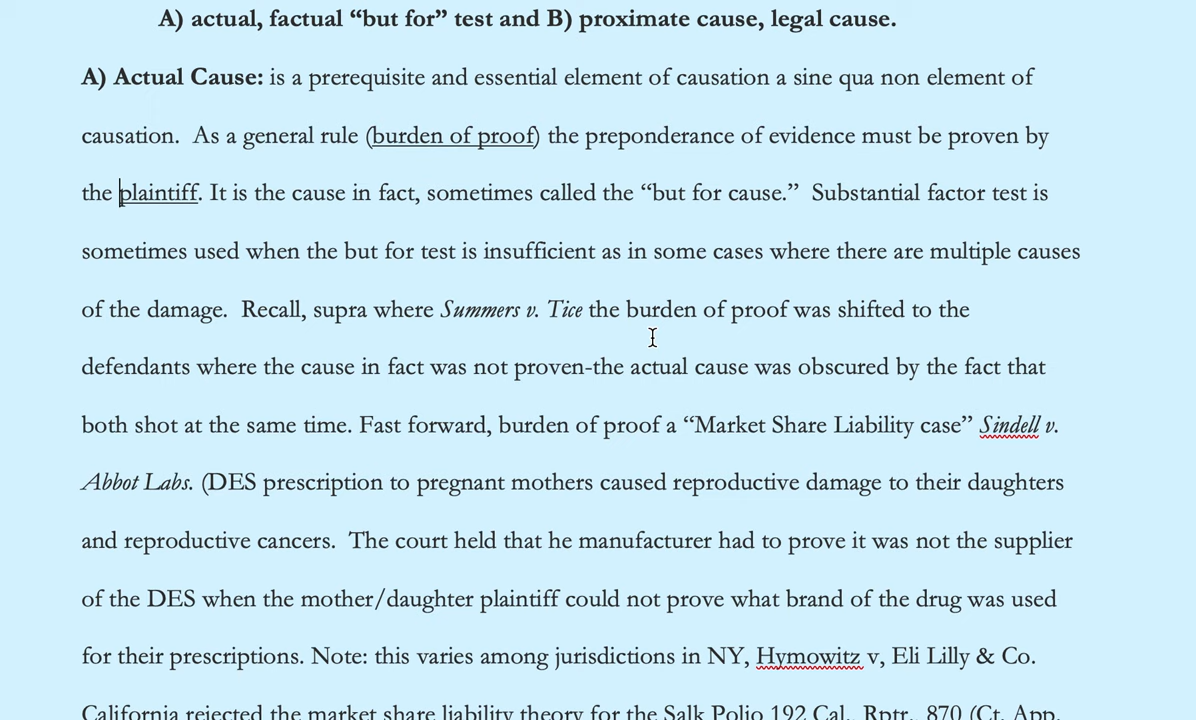 A) actual, factual “but for” test and B) proximate cause, legal cause.
A) Actual Cause: is a prerequisite and essential element of causation a sine qua non element of
causation.  As a general rule (burden of proof) the preponderance of evidence must be proven by
the plaintiff. It is the cause in fact, sometimes called the “but for cause.”  Substantial factor test is
sometimes used when the but for test is insufficient as in some cases where there are multiple causes
of the damage.  Recall, supra where Summers v. Tice the burden of proof was shifted to the
defendants where the cause in fact was not proven-the actual cause was obscured by the fact that
both shot at the same time. Fast forward, burden of proof a “Market Share Liability case” Sindell v.
Abbot Labs. (DES prescription to pregnant mothers caused reproductive damage to their daughters
and reproductive cancers.  The court held that he manufacturer had to prove it was not the supplier
of the DES when the mother/daughter plaintiff could not prove what brand of the drug was used
for their prescriptions. Note: this varies among jurisdictions in NY, Hymowitz v, Eli Lilly & Co.
California rejected the market share liability theory for the Salk Polio 192 Cal. Rptr. 870 (Ct. App.